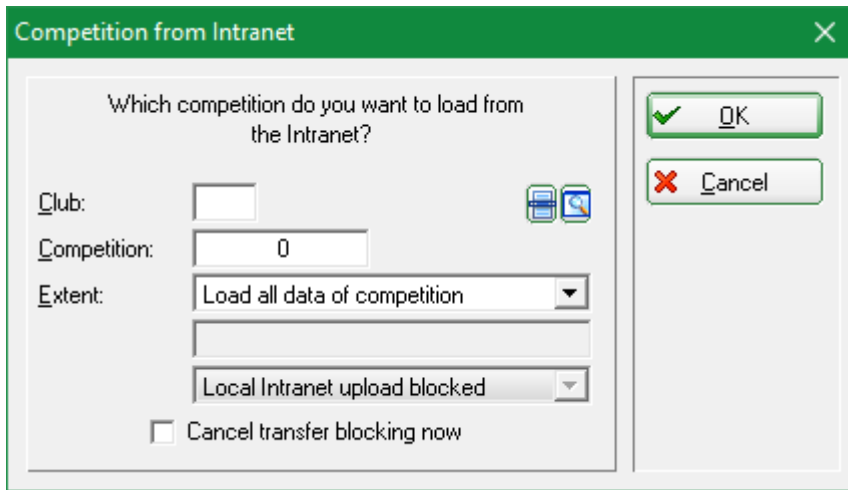 Competition from Intranet
Which competition do you want to load from
the Intranet?
Club:
Competition: 0
Extent: Load all data of competition
Local Intranet upload blocked
Cancel transfer blocking now
OK
Cancel